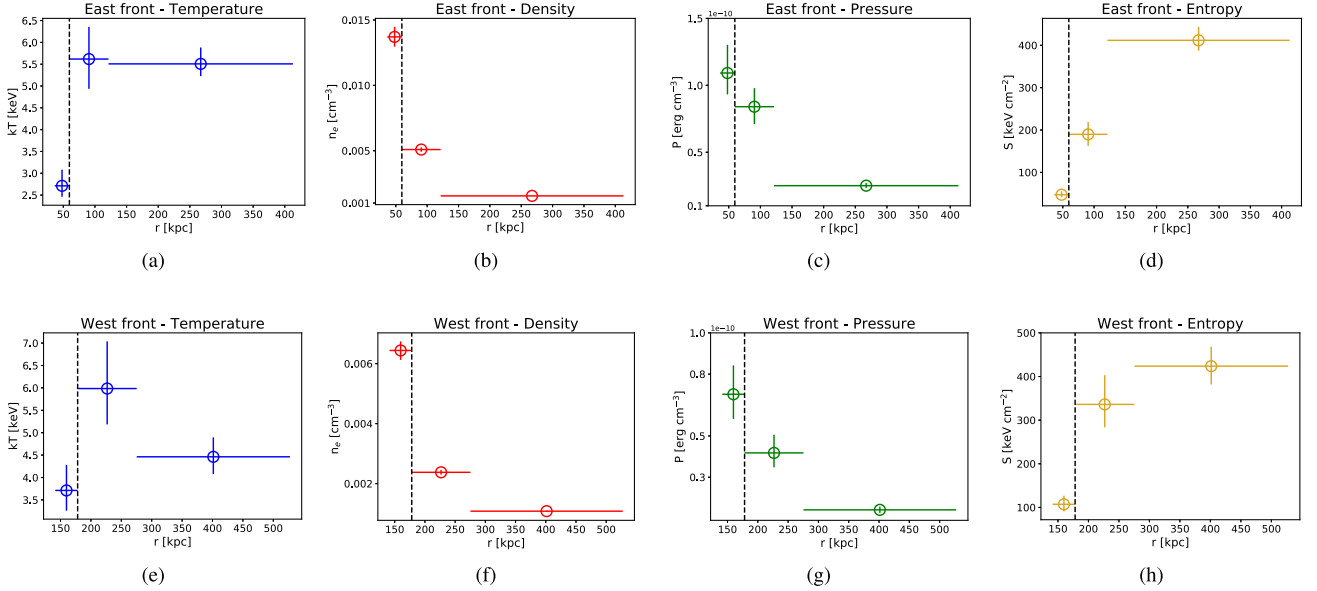 East front - Temperature
kT [keV]
6.5
6.0
5.5
5.0
4.5
4.0
3.5
3.0
2.5
50 100 150 200 250 300 350 400
r [kpc]
(a)
East front - Density
n_e [cm⁻³]
0.015
0.010
0.005
0.001
50 100 150 200 250 300 350 400
r [kpc]
(b)
East front - Pressure
1e-10
P [erg cm⁻³]
1.5
1.0
0.5
0.1
50 100 150 200 250 300 350 400
r [kpc]
(c)
East front - Entropy
S [keV cm⁻²]
400
300
200
100
50 100 150 200 250 300 350 400
r [kpc]
(d)
West front - Temperature
kT [keV]
7.0
6.5
6.0
5.5
5.0
4.5
4.0
3.5
150 200 250 300 350 400 450 500
r [kpc]
(e)
West front - Density
n_e [cm⁻³]
0.006
0.004
0.002
150 200 250 300 350 400 450 500
r [kpc]
(f)
West front - Pressure
1e-10
P [erg cm⁻³]
1.0
0.8
0.5
0.3
150 200 250 300 350 400 450 500
r [kpc]
(g)
West front - Entropy
S [keV cm⁻²]
500
400
300
200
100
150 200 250 300 350 400 450 500
r [kpc]
(h)